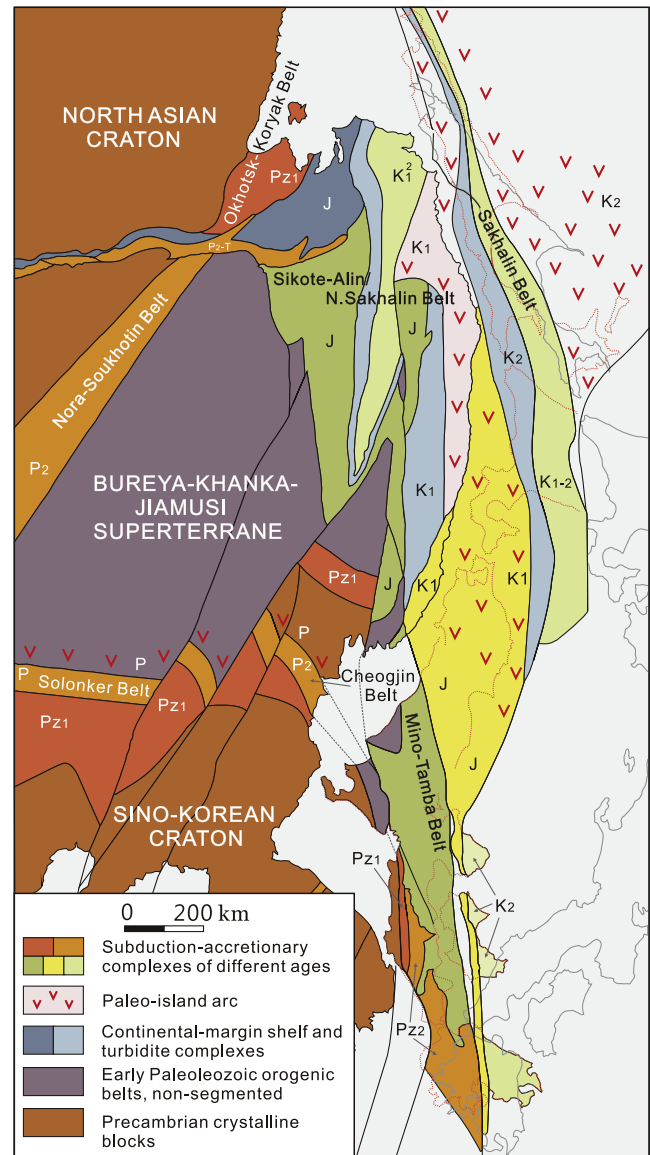 NORTH ASIAN
CRATON
Okhotsk-Koryak Belt
Pz1
J
K1²
K2
P2-T
K1
Sakhalin Belt
Sikote-Alin/
N.Sakhalin Belt
J
J
K2
Nora-Soukhotin Belt
P2
BUREYA-KHANKA-
JIAMUSI
SUPERTERRANE
K1
K1-2
Pz1
J
K1
K1
P
P
P2
Solonker Belt
Cheogjin
Belt
Pz1
Pz1
J
J
Mino-Tamba Belt
SINO-KOREAN
CRATON
Pz1
K2
Pz2
0 200 km
Subduction-accretionary
complexes of different ages
Paleo-island arc
Continental-margin shelf and
turbidite complexes
Early Paleoleozoic orogenic
belts, non-segmented
Precambrian crystalline
blocks